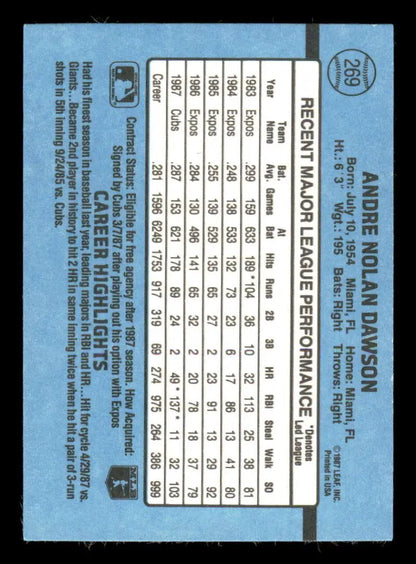 269
ANDRE NOLAN DAWSON
Born: July 10, 1954 Miami, FL Home: Miami, FL
Ht.: 6'3" Wgt.: 195 Bats: Right Throws: Right
©1987 LEAF, INC.
Printed in USA
RECENT MAJOR LEAGUE PERFORMANCE *Denotes
Led League
Team Bat. At
Year Name Avg. Games Bat Hits Runs 2B 3B HR RBI Steal Walk SO
1983 Expos .299 159 633 189* 104 36 10 32 113 25 38 81
1984 Expos .248 138 533 132 73 23 6 17 86 13 41 80
1985 Expos .255 139 529 135 65 27 2 23 91 13 29 92
1986 Expos .284 130 496 141 65 32 2 20 78 18 37 79
1987 Cubs .287 153 621 178 89 24 2 49* 137* 11 32 103
Career .281 1596 6249 1753 917 319 69 274 975 264 386 999
Contract Status: Eligible for free agency after 1987 season. How Acquired:
Signed by Cubs 3/7/87 after playing out his option with Expos
CAREER HIGHLIGHTS
Had his finest season in baseball last year, leading majors in RBI and HR ...Hit for cycle 4/29/87 vs.
Giants...Became 2nd player in history to hit 2 HR in same inning twice when he hit a pair of 3-run
shots in 5th inning 9/24/85 vs. Cubs.